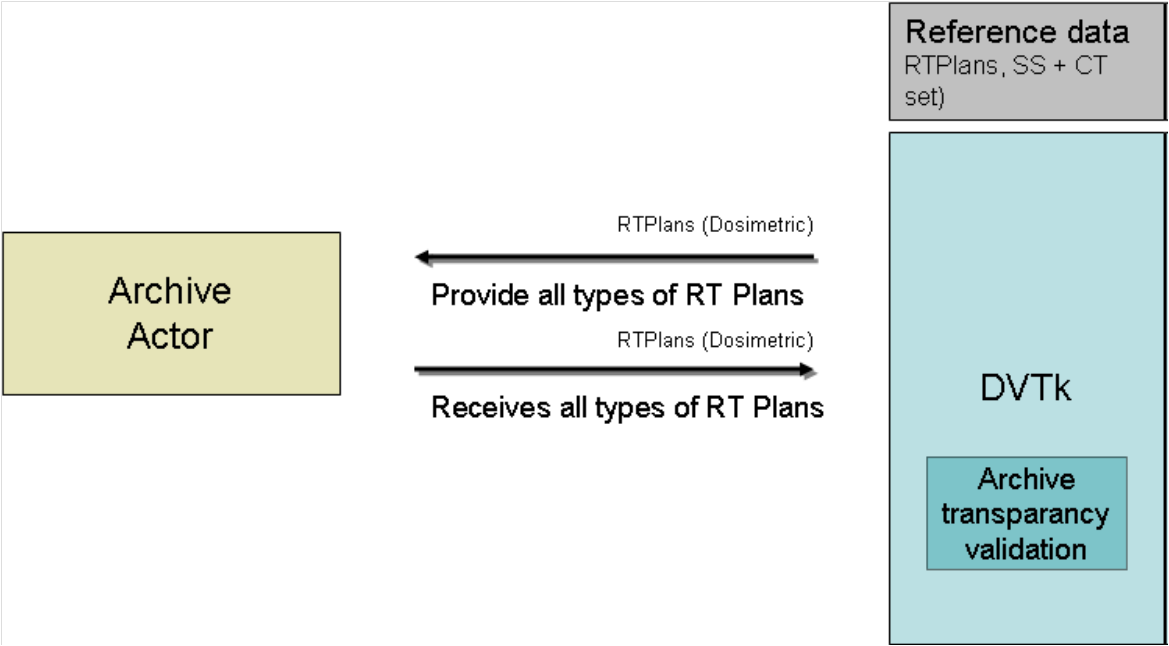 Reference data
RTPlans, SS + CT
set)
RTPlans (Dosimetric)
Provide all types of RT Plans
Archive
Actor
RTPlans (Dosimetric)
Receives all types of RT Plans
DVTk
Archive
transparancy
validation